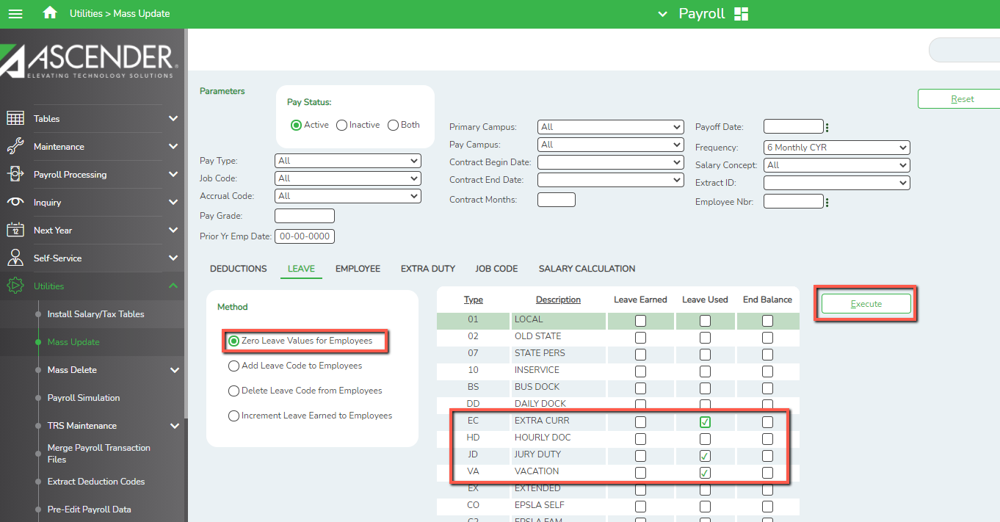 Utilities > Mass Update
Payroll
ASCENDER
ELEVATING TECHNOLOGY SOLUTIONS
Tables
Maintenance
Payroll Processing
Inquiry
12
Next Year
Self-Service
Utilities
Install Salary/Tax Tables
Mass Update
Mass Delete
Payroll Simulation
TRS Maintenance
Merge Payroll Transaction
Files
Extract Deduction Codes
Pre-Edit Payroll Data
Parameters
Pay Status:
Active Inactive Both
Reset
Pay Type: All
Job Code: All
Accrual Code: All
Pay Grade:
Prior Yr Emp Date: 00-00-0000
Primary Campus: All
Pay Campus: All
Contract Begin Date:
Contract End Date:
Contract Months:
Payoff Date:
Frequency: 6 Monthly CYR
Salary Concept: All
Extract ID:
Employee Nbr:
DEDUCTIONS LEAVE EMPLOYEE EXTRA DUTY JOB CODE SALARY CALCULATION
Method
Zero Leave Values for Employees
Add Leave Code to Employees
Delete Leave Code from Employees
Increment Leave Earned to Employees
Type Description Leave Earned Leave Used End Balance
01 LOCAL
02 OLD STATE
07 STATE PERS
10 INSERVICE
BS BUS DOCK
DD DAILY DOCK
EC EXTRA CURR
HD HOURLY DOC
JD JURY DUTY
VA VACATION
EX EXTENDED
CO EPSLA SELF
C2 EPSLA FAM
Execute